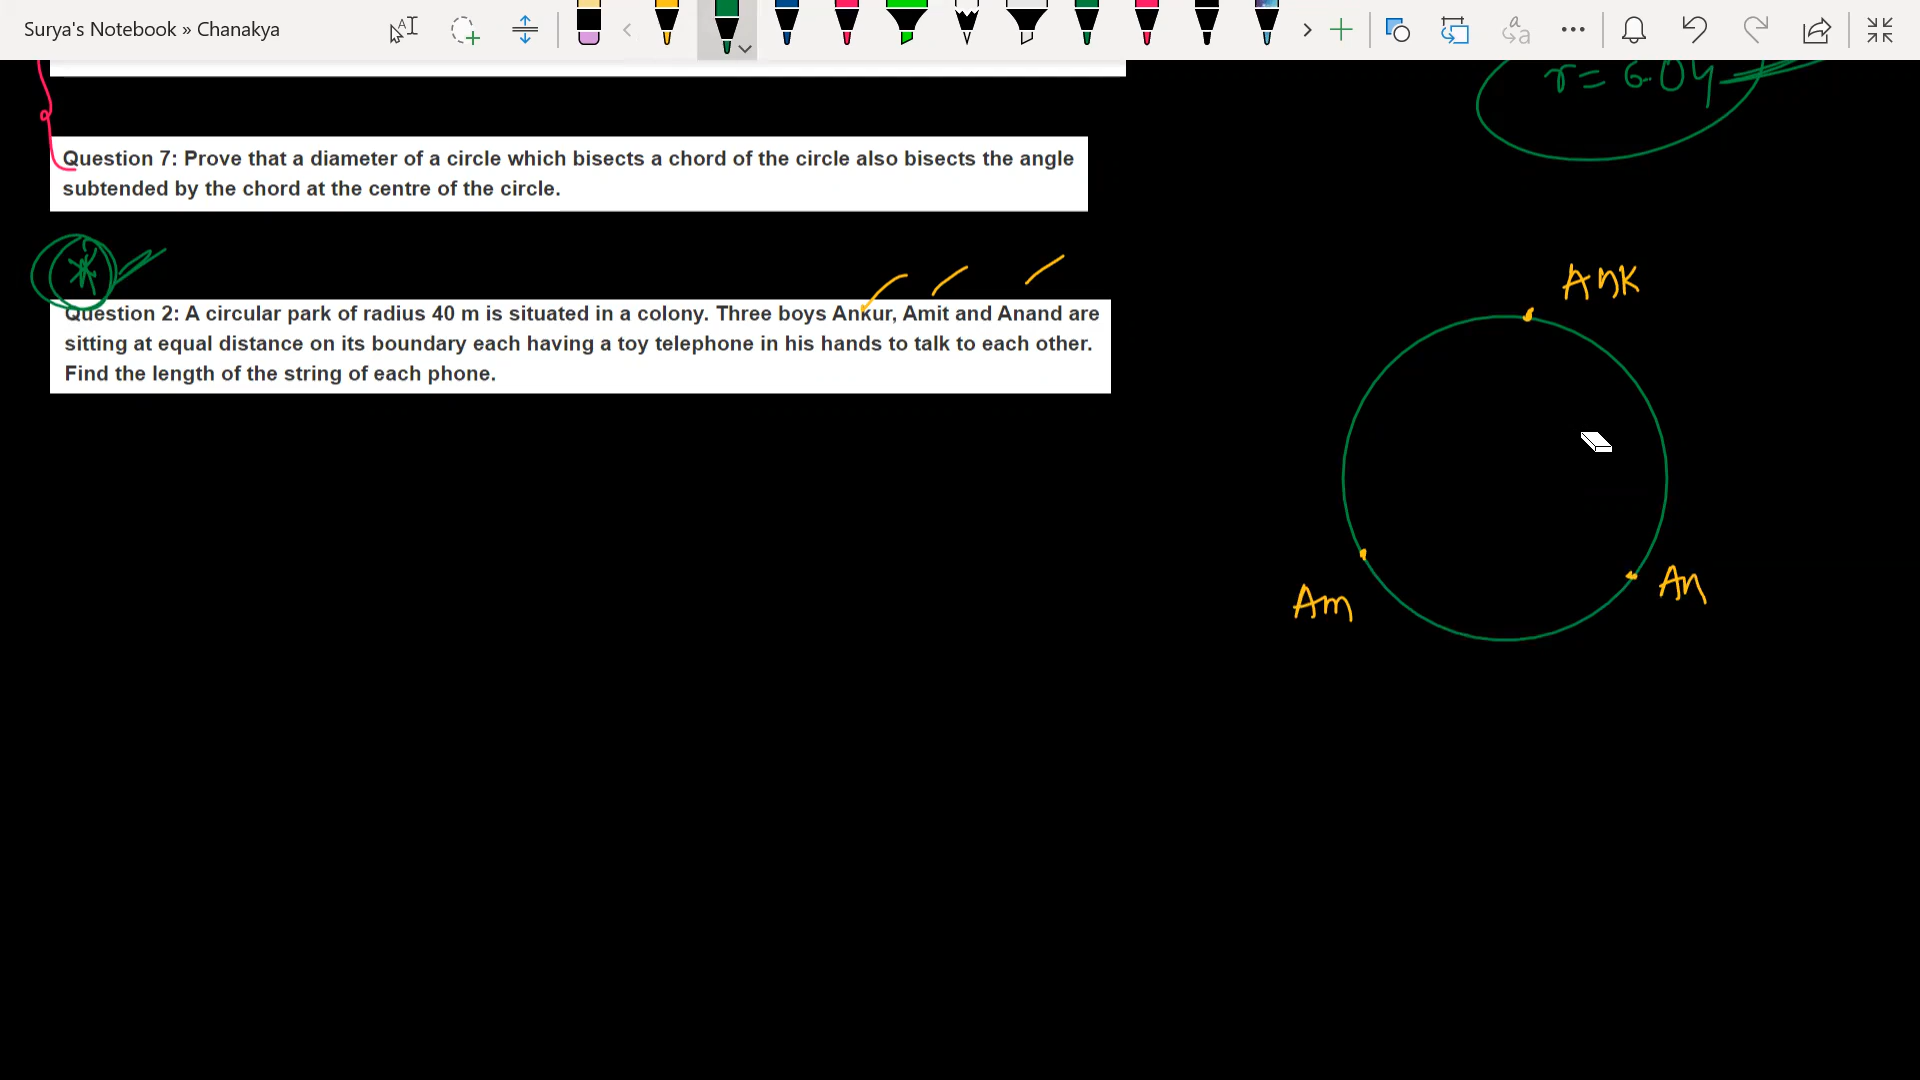 Surya's Notebook » Chanakya
r = 6.04
Question 7: Prove that a diameter of a circle which bisects a chord of the circle also bisects the angle
subtended by the chord at the centre of the circle.
Question 2: A circular park of radius 40 m is situated in a colony. Three boys Ankur, Amit and Anand are
sitting at equal distance on its boundary each having a toy telephone in his hands to talk to each other.
Find the length of the string of each phone.
Ank
Am
An